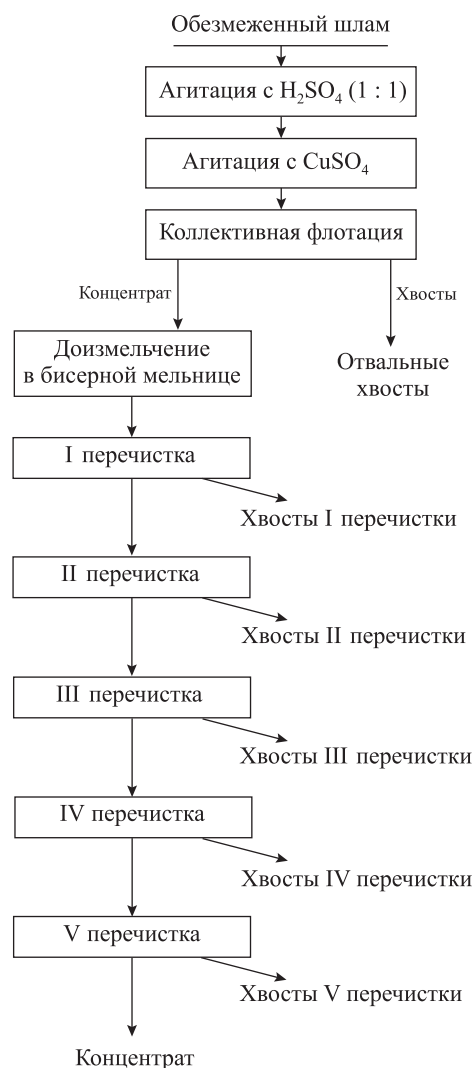 Обезмеженный шлам
Агитация с H₂SO₄ (1 : 1)
Агитация с CuSO₄
Коллективная флотация
Концентрат
Хвосты
Доизмельчение
в бисерной мельнице
Отвальные
хвосты
I перечистка
Хвосты I перечистки
II перечистка
Хвосты II перечистки
III перечистка
Хвосты III перечистки
IV перечистка
Хвосты IV перечистки
V перечистка
Хвосты V перечистки
Концентрат